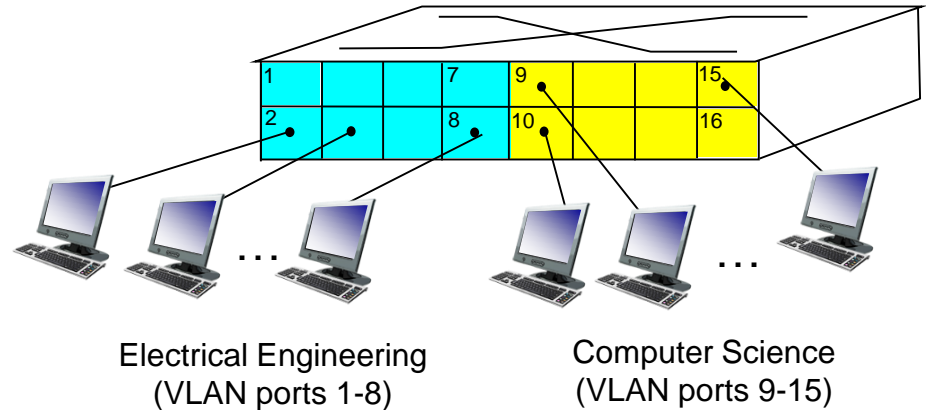 1 7 9 15
2 8 10 16
... ...
Electrical Engineering
(VLAN ports 1-8)
Computer Science
(VLAN ports 9-15)